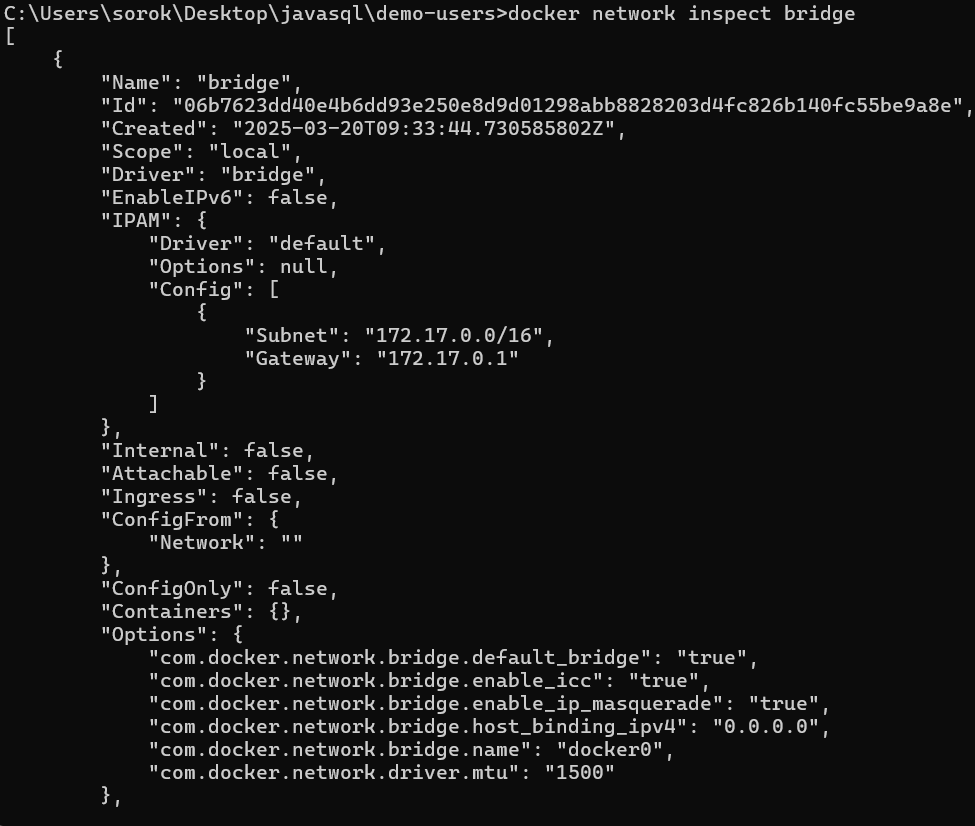 C:\Users\sorok\Desktop\javasql\demo-users>docker network inspect bridge
[
    {
        "Name": "bridge",
        "Id": "06b7623dd40e4b6dd93e250e8d9d01298abb8828203d4fc826b140fc55be9a8e",
        "Created": "2025-03-20T09:33:44.730585802Z",
        "Scope": "local",
        "Driver": "bridge",
        "EnableIPv6": false,
        "IPAM": {
            "Driver": "default",
            "Options": null,
            "Config": [
                {
                    "Subnet": "172.17.0.0/16",
                    "Gateway": "172.17.0.1"
                }
            ]
        },
        "Internal": false,
        "Attachable": false,
        "Ingress": false,
        "ConfigFrom": {
            "Network": ""
        },
        "ConfigOnly": false,
        "Containers": {},
        "Options": {
            "com.docker.network.bridge.default_bridge": "true",
            "com.docker.network.bridge.enable_icc": "true",
            "com.docker.network.bridge.enable_ip_masquerade": "true",
            "com.docker.network.bridge.host_binding_ipv4": "0.0.0.0",
            "com.docker.network.bridge.name": "docker0",
            "com.docker.network.driver.mtu": "1500"
        },